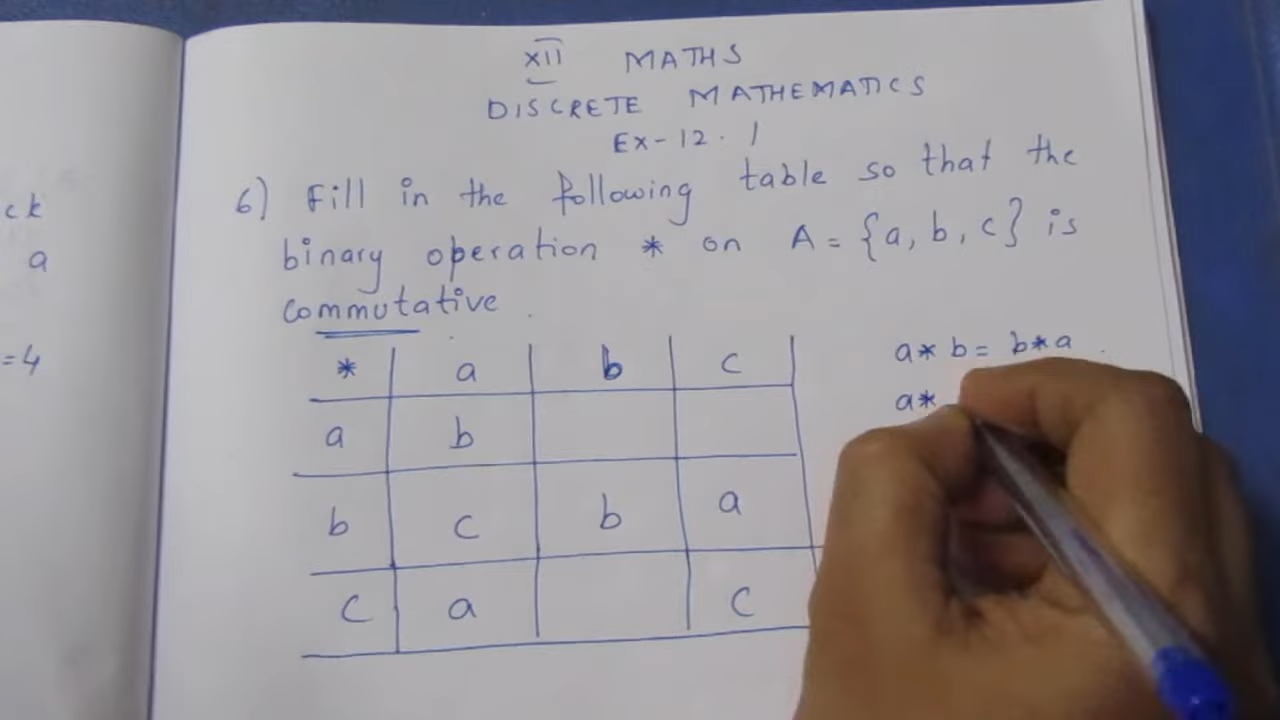 ck
a
=4
XII MATHS
DISCRETE MATHEMATICS
Ex-12.1
6) Fill in the following table so that the
binary operation * on A = {a, b, c} is
commutative.
* a b c
a b
b c b a
c a c
a * b = b * a
a *